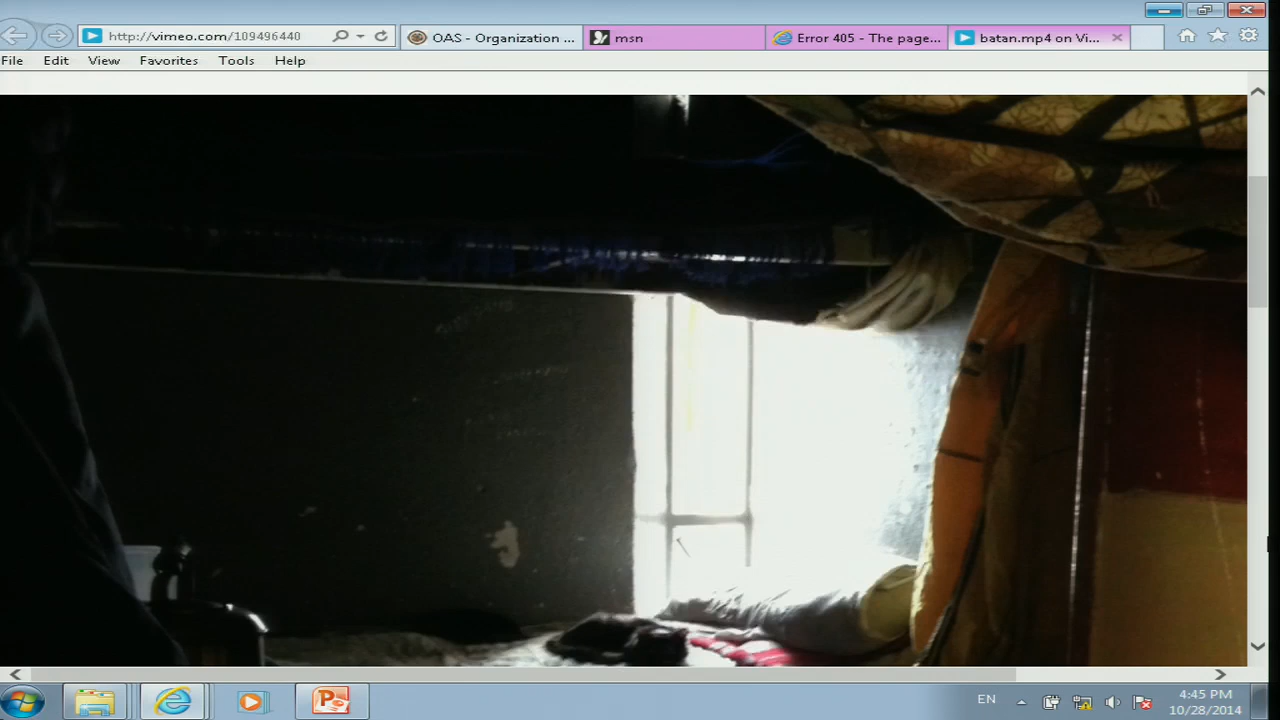 http://vimeo.com/109496440
OAS - Organization ...
msn
Error 405 - The page...
batan.mp4 on Vi...
File Edit View Favorites Tools Help
EN
4:45 PM
10/28/2014